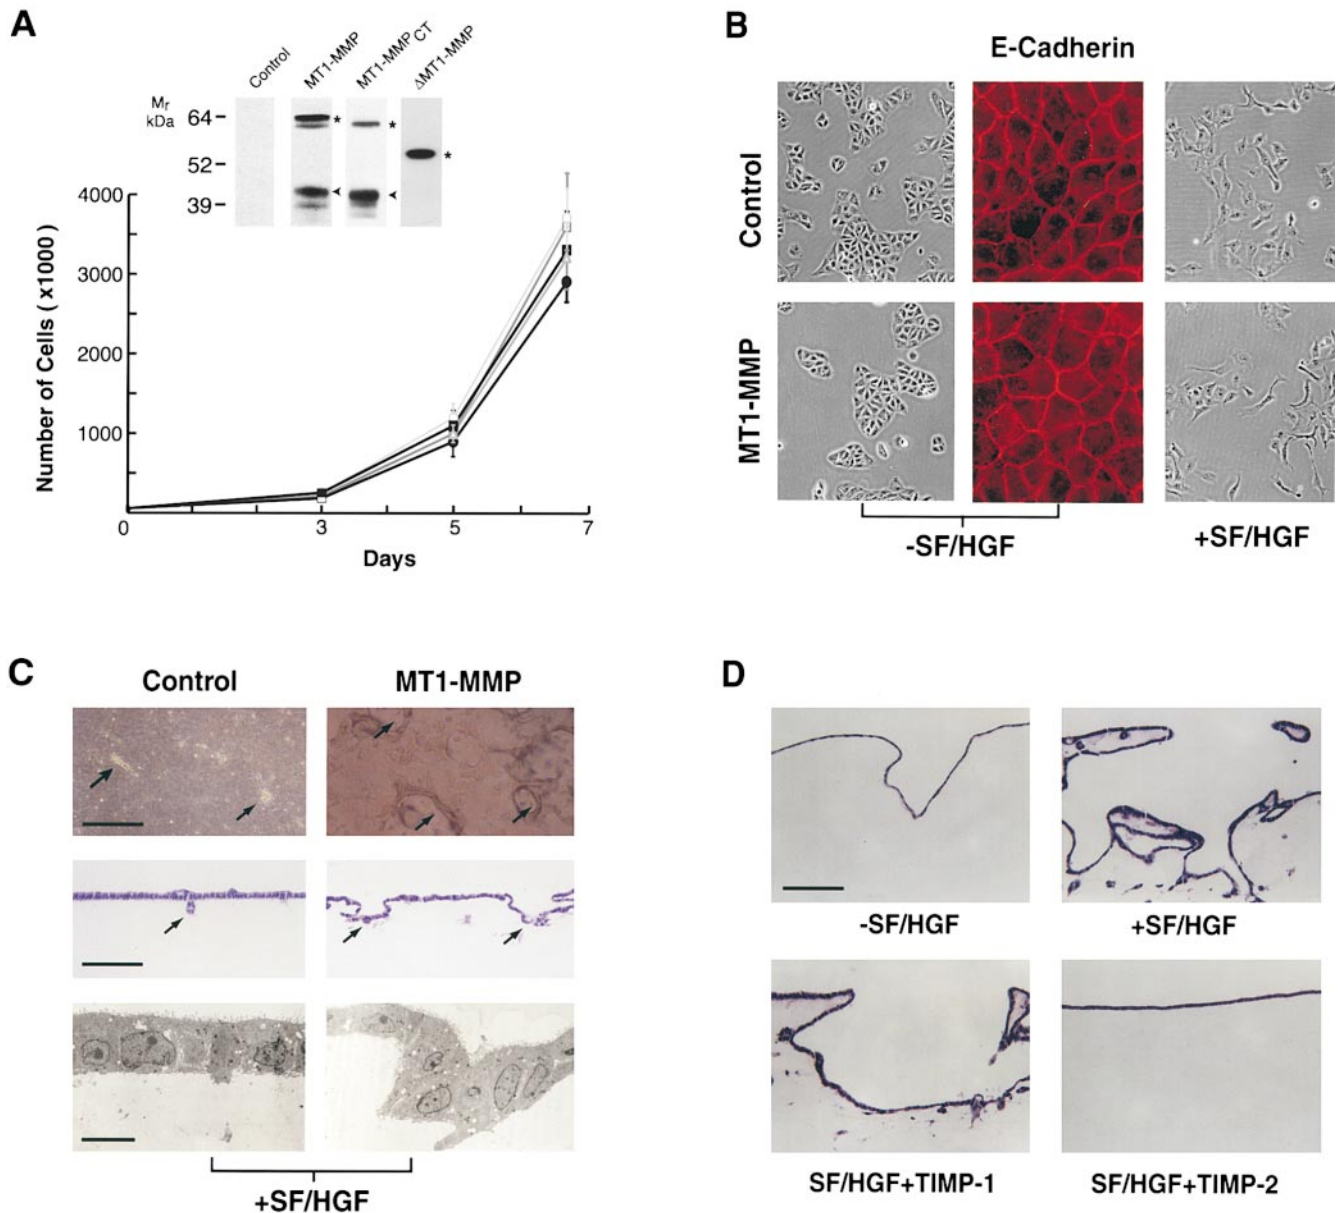 A
Control
MT1-MMP
MT1-MMP CT
ΔMT1-MMP
Mr
kDa
64
52
39
*
*
*
4000
3000
2000
1000
Number of Cells ( x1000)
0
3
5
7
Days
B
E-Cadherin
Control
MT1-MMP
-SF/HGF
+SF/HGF
C
Control
MT1-MMP
+SF/HGF
D
-SF/HGF
+SF/HGF
SF/HGF+TIMP-1
SF/HGF+TIMP-2